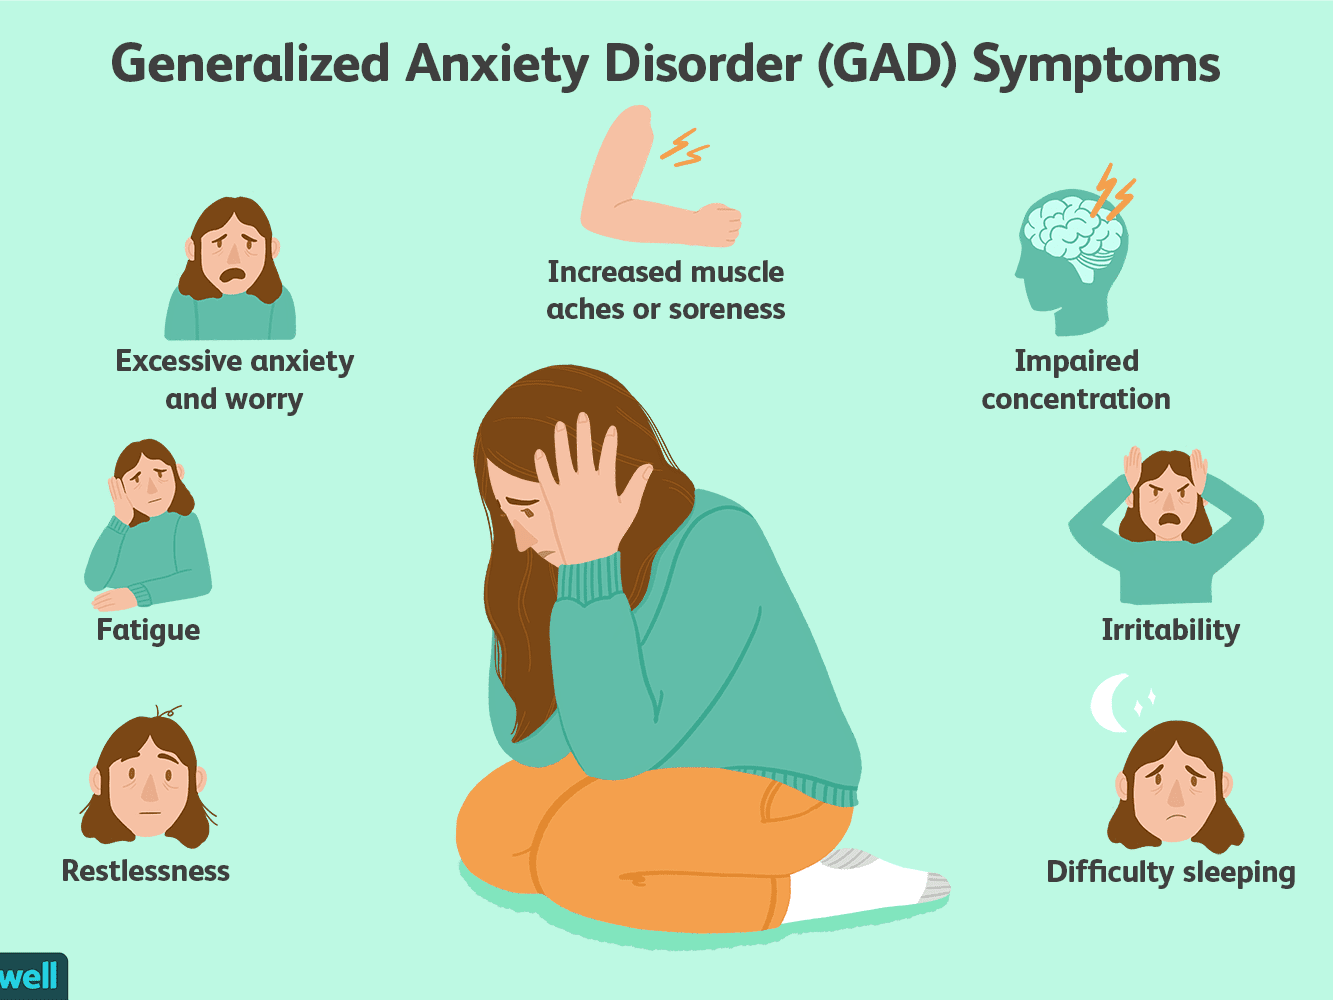 Generalized Anxiety Disorder (GAD) Symptoms
Increased muscle
aches or soreness
Excessive anxiety
and worry
Impaired
concentration
Fatigue
Irritability
Restlessness
Difficulty sleeping
well